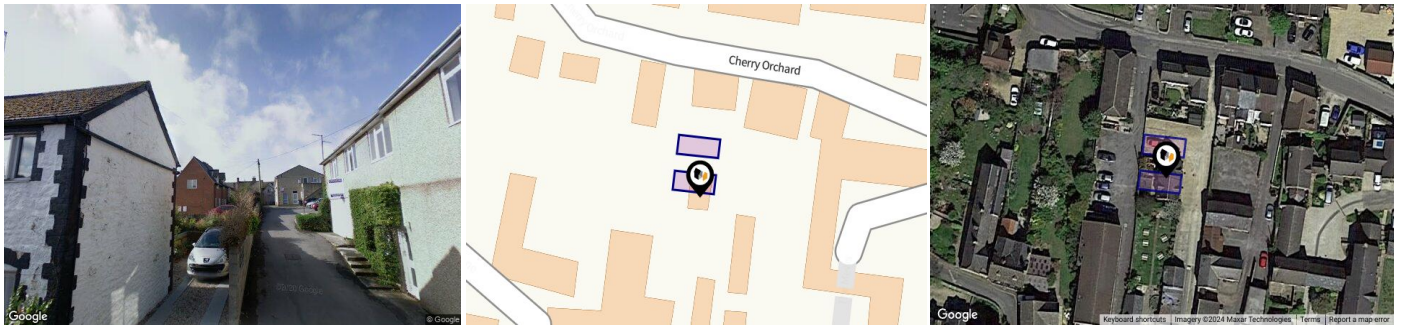 Google
© Google
Cherry Orchard
Google
Keyboard shortcuts
Imagery ©2024 Maxar Technologies
Terms
Report a map error